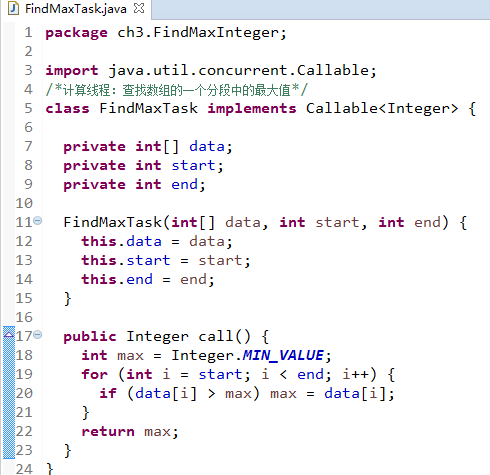 FindMaxTask.java
1 package ch3.FindMaxInteger;
2
3 import java.util.concurrent.Callable;
4 /*计算线程：查找数组的一个分段中的最大值*/
5 class FindMaxTask implements Callable<Integer> {
6
7   private int[] data;
8   private int start;
9   private int end;
10
11   FindMaxTask(int[] data, int start, int end) {
12     this.data = data;
13     this.start = start;
14     this.end = end;
15   }
16
17   public Integer call() {
18     int max = Integer.MIN_VALUE;
19     for (int i = start; i < end; i++) {
20       if (data[i] > max) max = data[i];
21     }
22     return max;
23   }
24 }